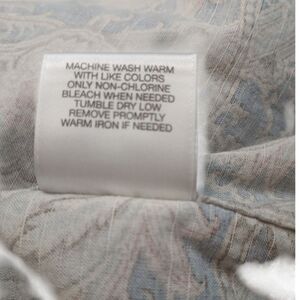 MACHINE WASH WARM
WITH LIKE COLORS
ONLY NON-CHLORINE
BLEACH WHEN NEEDED
TUMBLE DRY LOW
REMOVE PROMPTLY
WARM IRON IF NEEDED